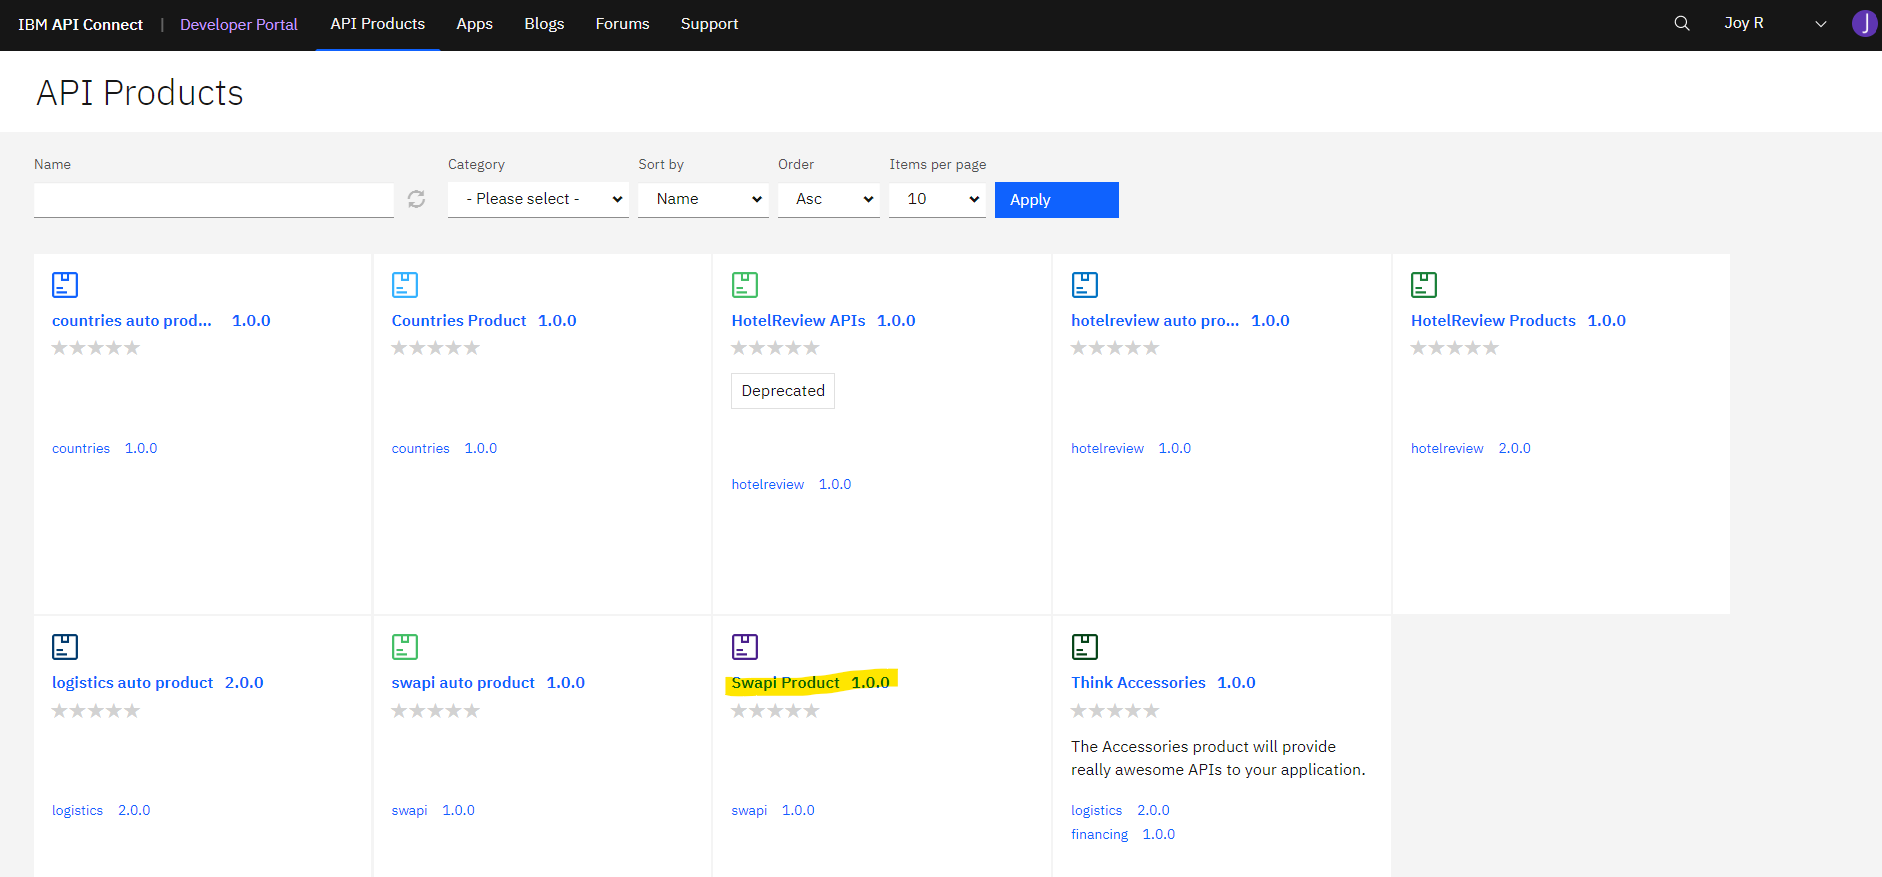 IBM API Connect | Developer Portal API Products Apps Blogs Forums Support Joy R J
API Products
Name Category Sort by Order Items per page
- Please select - Name Asc 10 Apply
countries auto prod... 1.0.0 Countries Product 1.0.0 HotelReview APIs 1.0.0 hotelreview auto pro... 1.0.0 HotelReview Products 1.0.0
Deprecated
countries 1.0.0 countries 1.0.0 hotelreview 1.0.0 hotelreview 2.0.0
hotelreview 1.0.0
logistics auto product 2.0.0 swapi auto product 1.0.0 Swapi Product 1.0.0 Think Accessories 1.0.0
The Accessories product will provide
really awesome APIs to your application.
logistics 2.0.0 swapi 1.0.0 swapi 1.0.0 logistics 2.0.0
financing 1.0.0